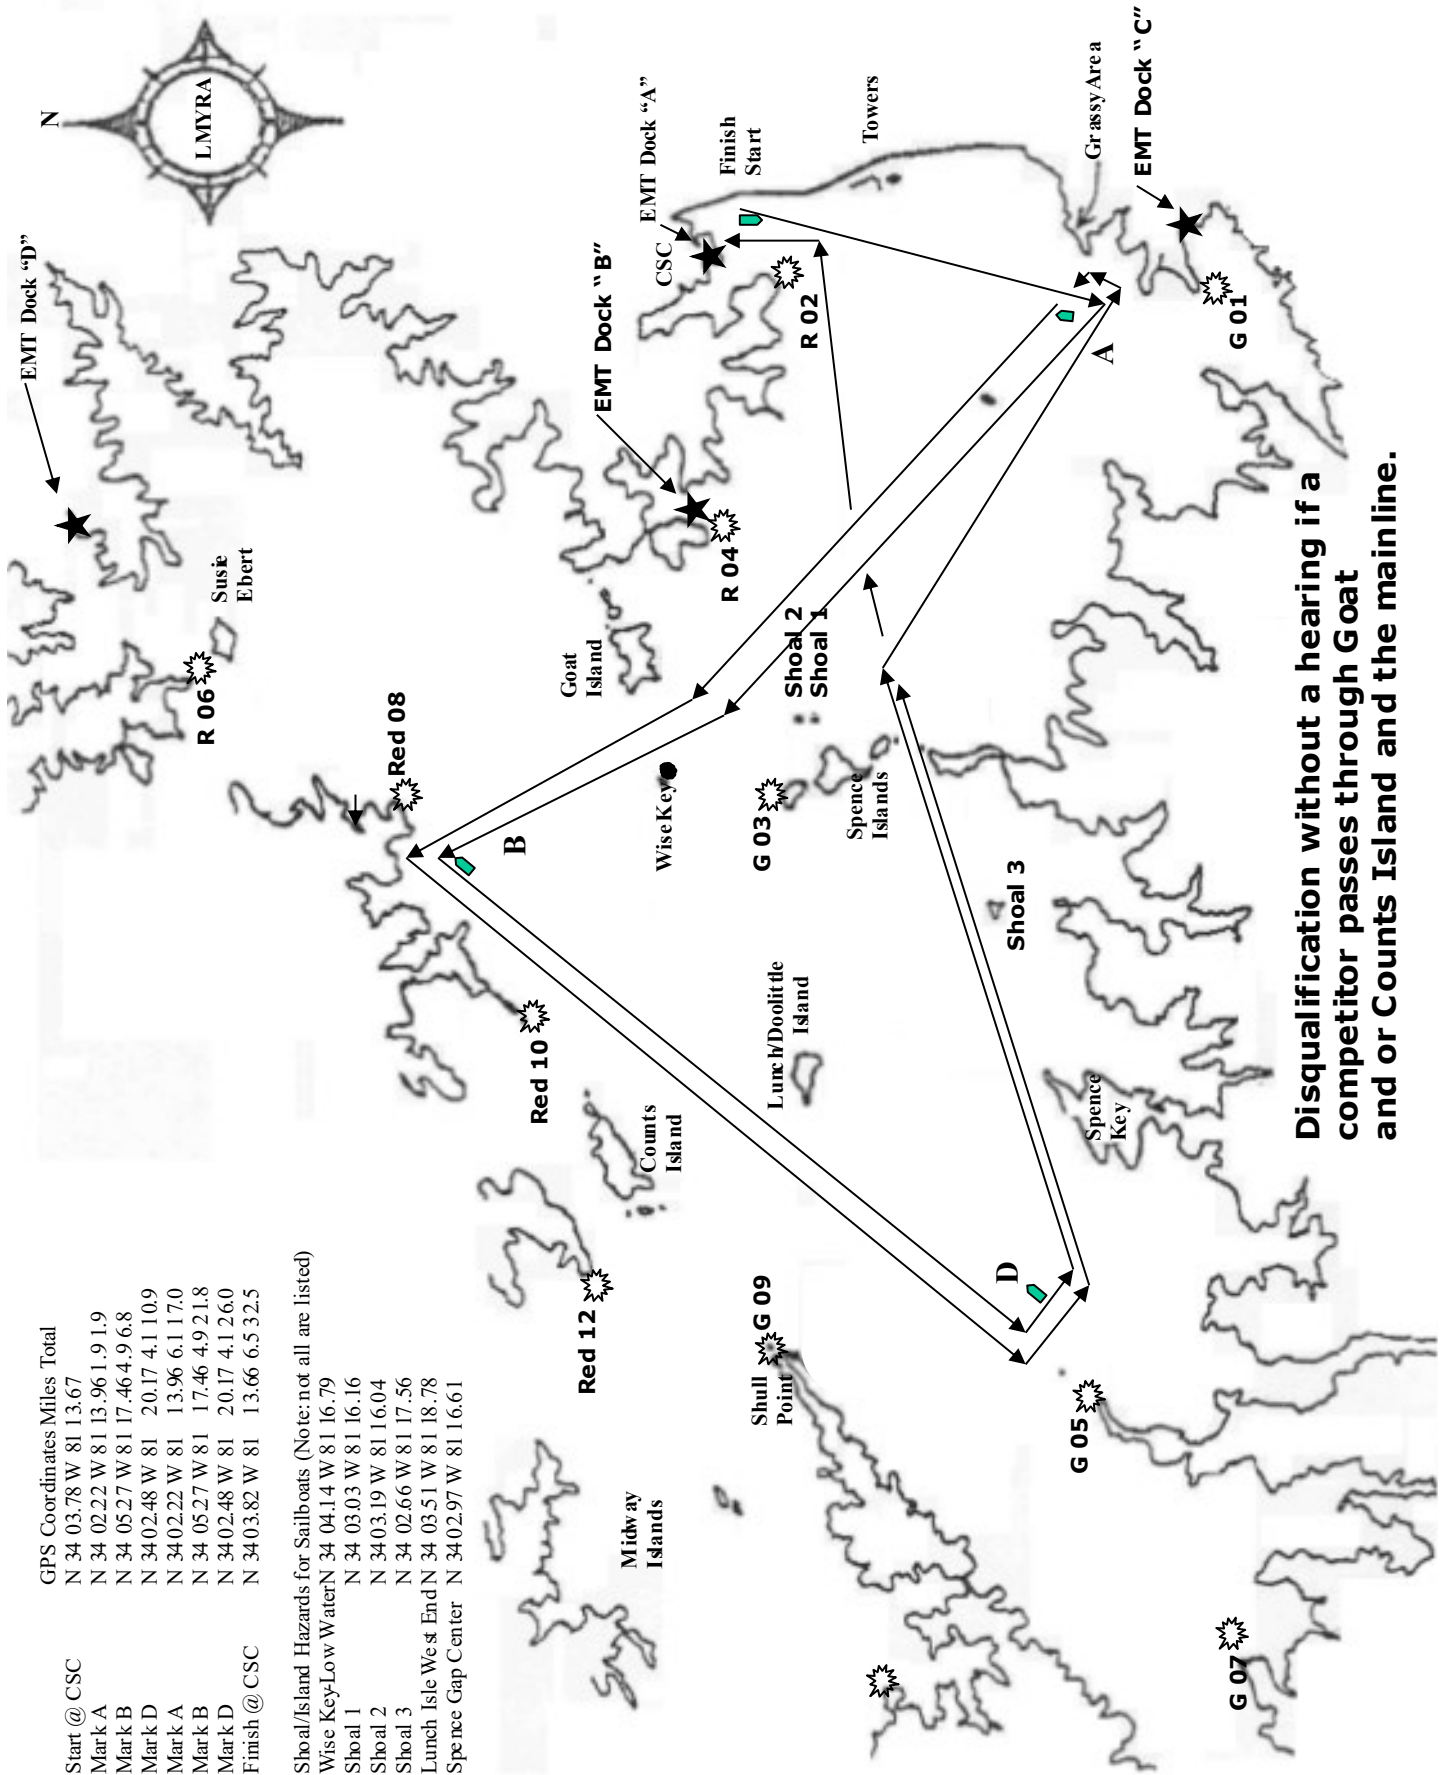 GPS Coordinates Miles Total
Start @ CSC N 34 03.78 W 81 13.67
Mark A N 34 02.22 W 81 13.96 1.9 1.9
Mark B N 34 05.27 W 81 17.46 4.9 6.8
Mark D N 34 02.48 W 81 20.17 4.1 10.9
Mark A N 34 02.22 W 81 13.96 6.1 17.0
Mark B N 34 05.27 W 81 17.46 4.9 21.8
Mark D N 34 02.48 W 81 20.17 4.1 26.0
Finish @ CSC N 34 03.82 W 81 13.66 6.5 32.5
Shoal/Island Hazards for Sailboats (Note: not all are listed)
Wise Key-Low Water N 34 04.14 W 81 16.79
Shoal 1 N 34 03.03 W 81 16.16
Shoal 2 N 34 03.19 W 81 16.04
Shoal 3 N 34 02.66 W 81 17.56
Lunch Isle West End N 34 03.51 W 81 18.78
Spence Gap Center N 34 02.97 W 81 16.61
EMT Dock “D”
N
LMYRA
R 06
Susie
Ebert
Red 08
B
Red 10
Counts
Island
Red 12
Midway
Islands
Goat
Island
EMT Dock “B”
EMT Dock “A”
CSC
Finish
Start
Towers
R 02
R 04
Wise Key
G 03
Shoal 2
Shoal 1
Spence
Islands
Lunch/Doolittle
Island
G 09
Shull
Point
D
Shoal 3
G 05
Spence
Key
A
Grassy Area
EMT Dock “C”
G 01
G 07
Disqualification without a hearing if a
competitor passes through Goat
and or Counts Island and the mainline.